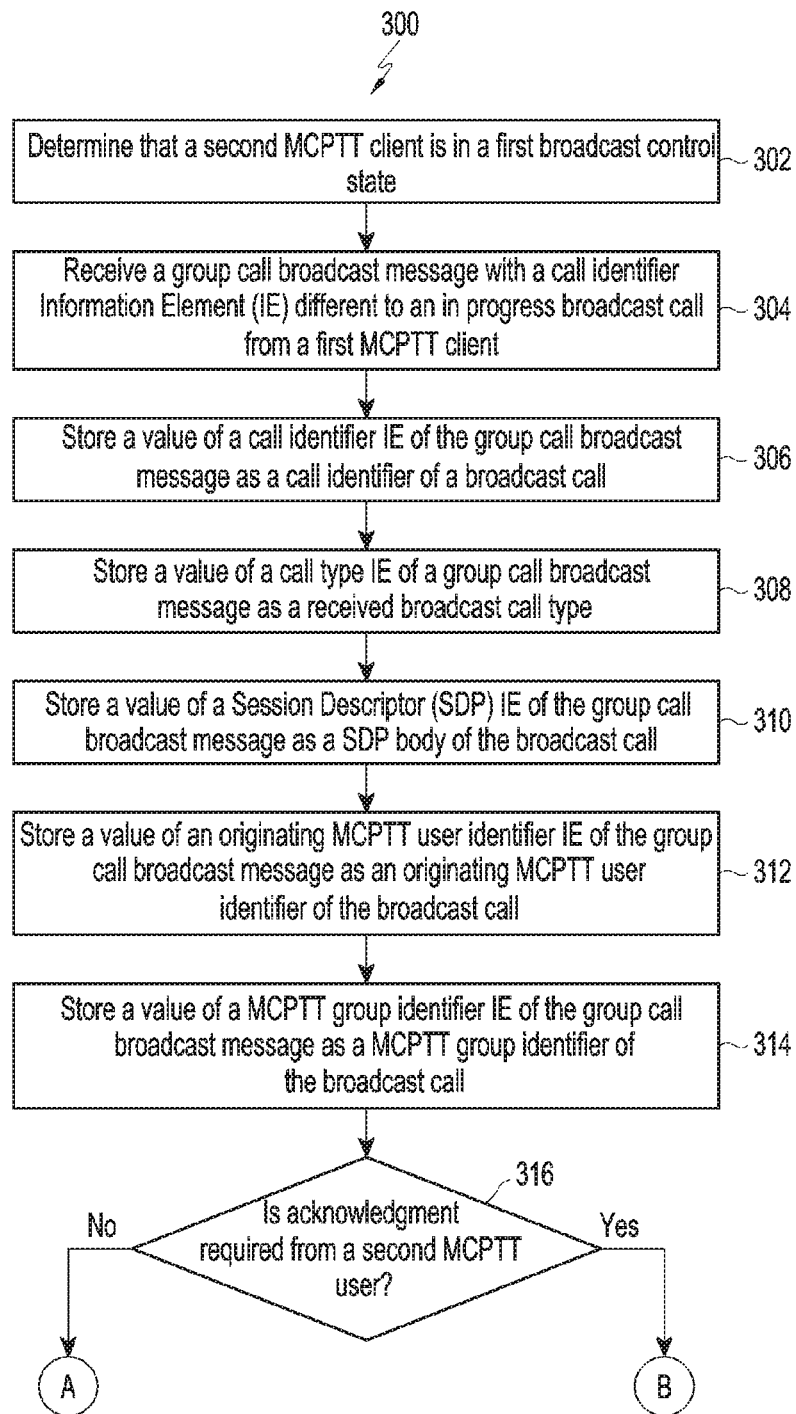 300
Determine that a second MCPTT client is in a first broadcast control
state
302
Receive a group call broadcast message with a call identifier
Information Element (IE) different to an in progress broadcast call
from a first MCPTT client
304
Store a value of a call identifier IE of the group call broadcast
message as a call identifier of a broadcast call
306
Store a value of a call type IE of a group call broadcast
message as a received broadcast call type
308
Store a value of a Session Descriptor (SDP) IE of the group call
broadcast message as a SDP body of the broadcast call
310
Store a value of an originating MCPTT user identifier IE of the group
call broadcast message as an originating MCPTT user
identifier of the broadcast call
312
Store a value of a MCPTT group identifier IE of the group call
broadcast message as a MCPTT group identifier of
the broadcast call
314
316
Is acknowledgment
required from a second MCPTT
user?
No
Yes
A
B